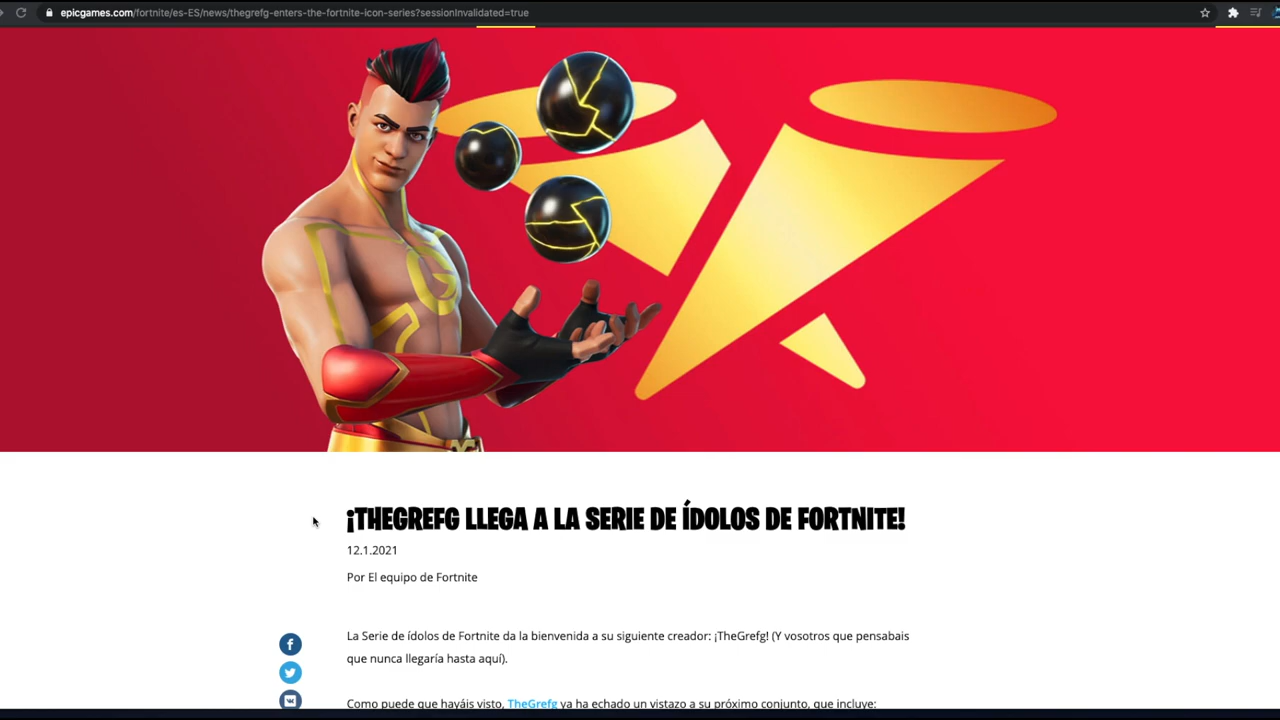 epicgames.com/fortnite/es-ES/news/thegrefg-enters-the-fortnite-icon-series?sessionInvalidated=true
G
¡THEGREFG LLEGA A LA SERIE DE ÍDOLOS DE FORTNITE!
12.1.2021
Por El equipo de Fortnite
La Serie de ídolos de Fortnite da la bienvenida a su siguiente creador: ¡TheGrefg! (Y vosotros que pensabais
que nunca llegaría hasta aquí).
Como puede que hayáis visto, TheGrefg ya ha echado un vistazo a su próximo conjunto, que incluye: